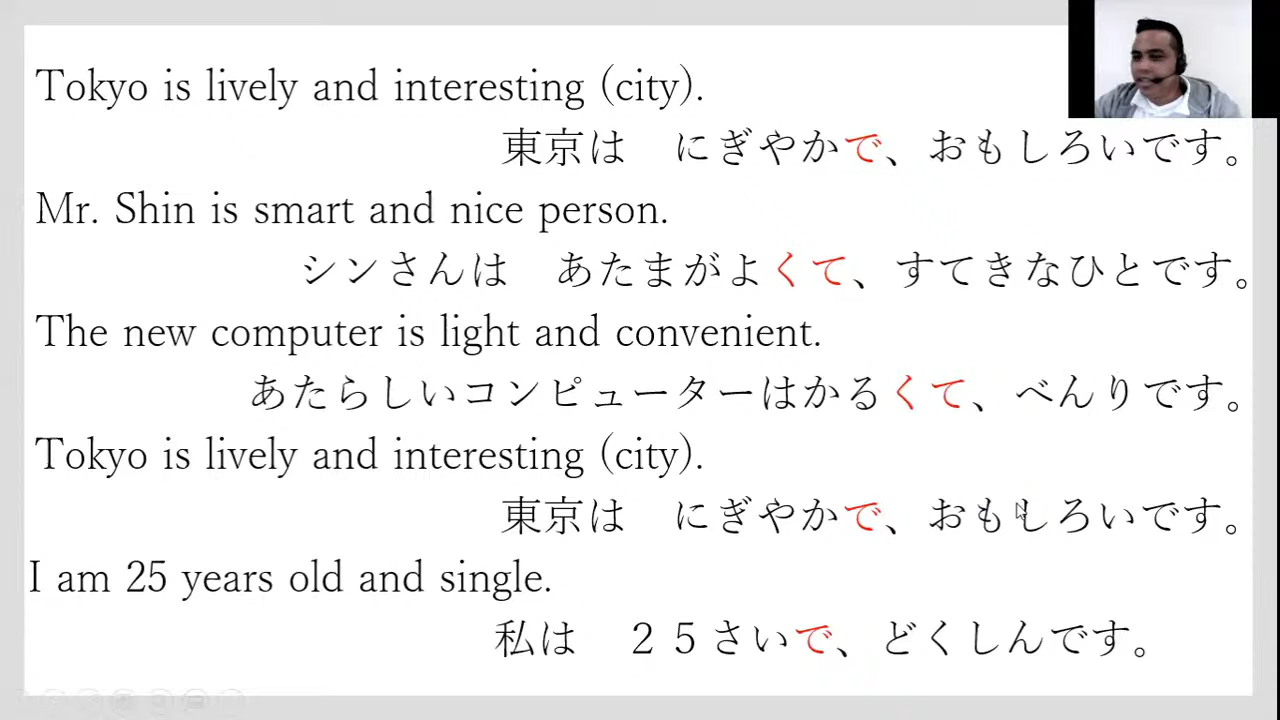 Tokyo is lively and interesting (city).
東京は　にぎやかで、おもしろいです。
Mr. Shin is smart and nice person.
シンさんは　あたまがよくて、すてきなひとです。
The new computer is light and convenient.
あたらしいコンピューターはかるくて、べんりです。
Tokyo is lively and interesting (city).
東京は　にぎやかで、おもしろいです。
I am 25 years old and single.
私は　２５さいで、どくしんです。